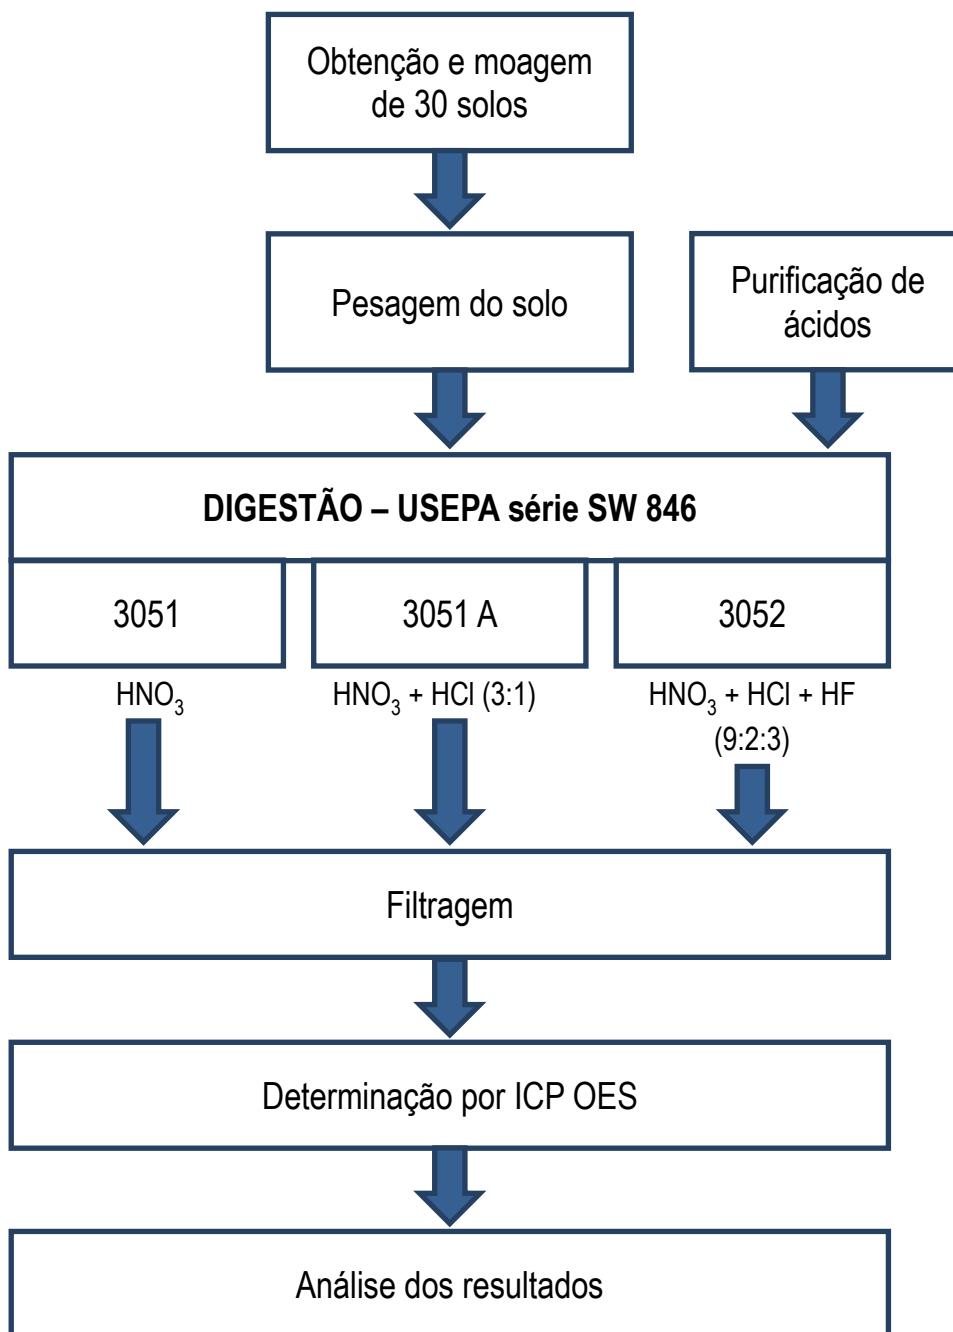 Obtenção e moagem
de 30 solos
Pesagem do solo
Purificação de
ácidos
DIGESTÃO – USEPA série SW 846
3051
3051 A
3052
HNO₃
HNO₃ + HCl (3:1)
HNO₃ + HCl + HF
(9:2:3)
Filtragem
Determinação por ICP OES
Análise dos resultados